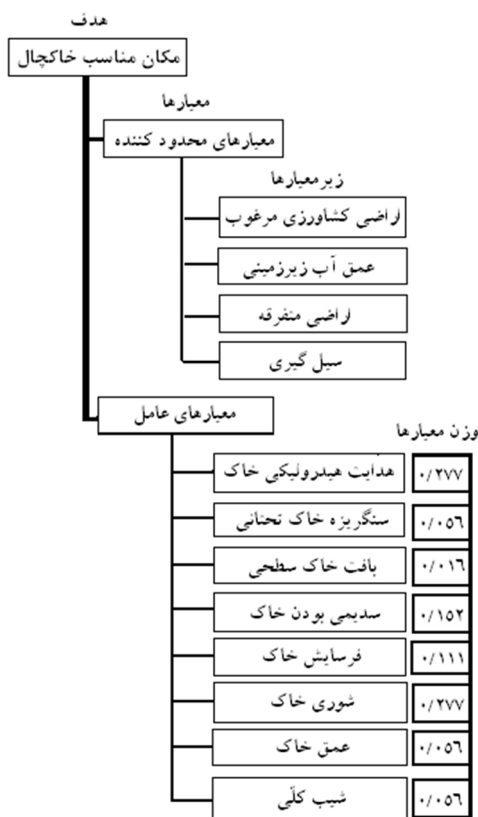 هدف
مکان مناسب خاکچال
معیارها
معیارهای محدود کننده
زیرمعیارها
اراضی کشاورزی مرغوب
عمق آب زیرزمینی
اراضی متفرقه
سیل گیری
معیارهای عامل
وزن معیارها
هدایت هیدرولیکی خاک ۰/۲۷۷
سنگریزه خاک تحتانی ۰/۰۵۶
بافت خاک سطحی ۰/۰۱۶
سدیمی بودن خاک ۰/۱۵۲
فرسایش خاک ۰/۱۱۱
شوری خاک ۰/۲۷۷
عمق خاک ۰/۰۵۶
شیب کلّی ۰/۰۵۶